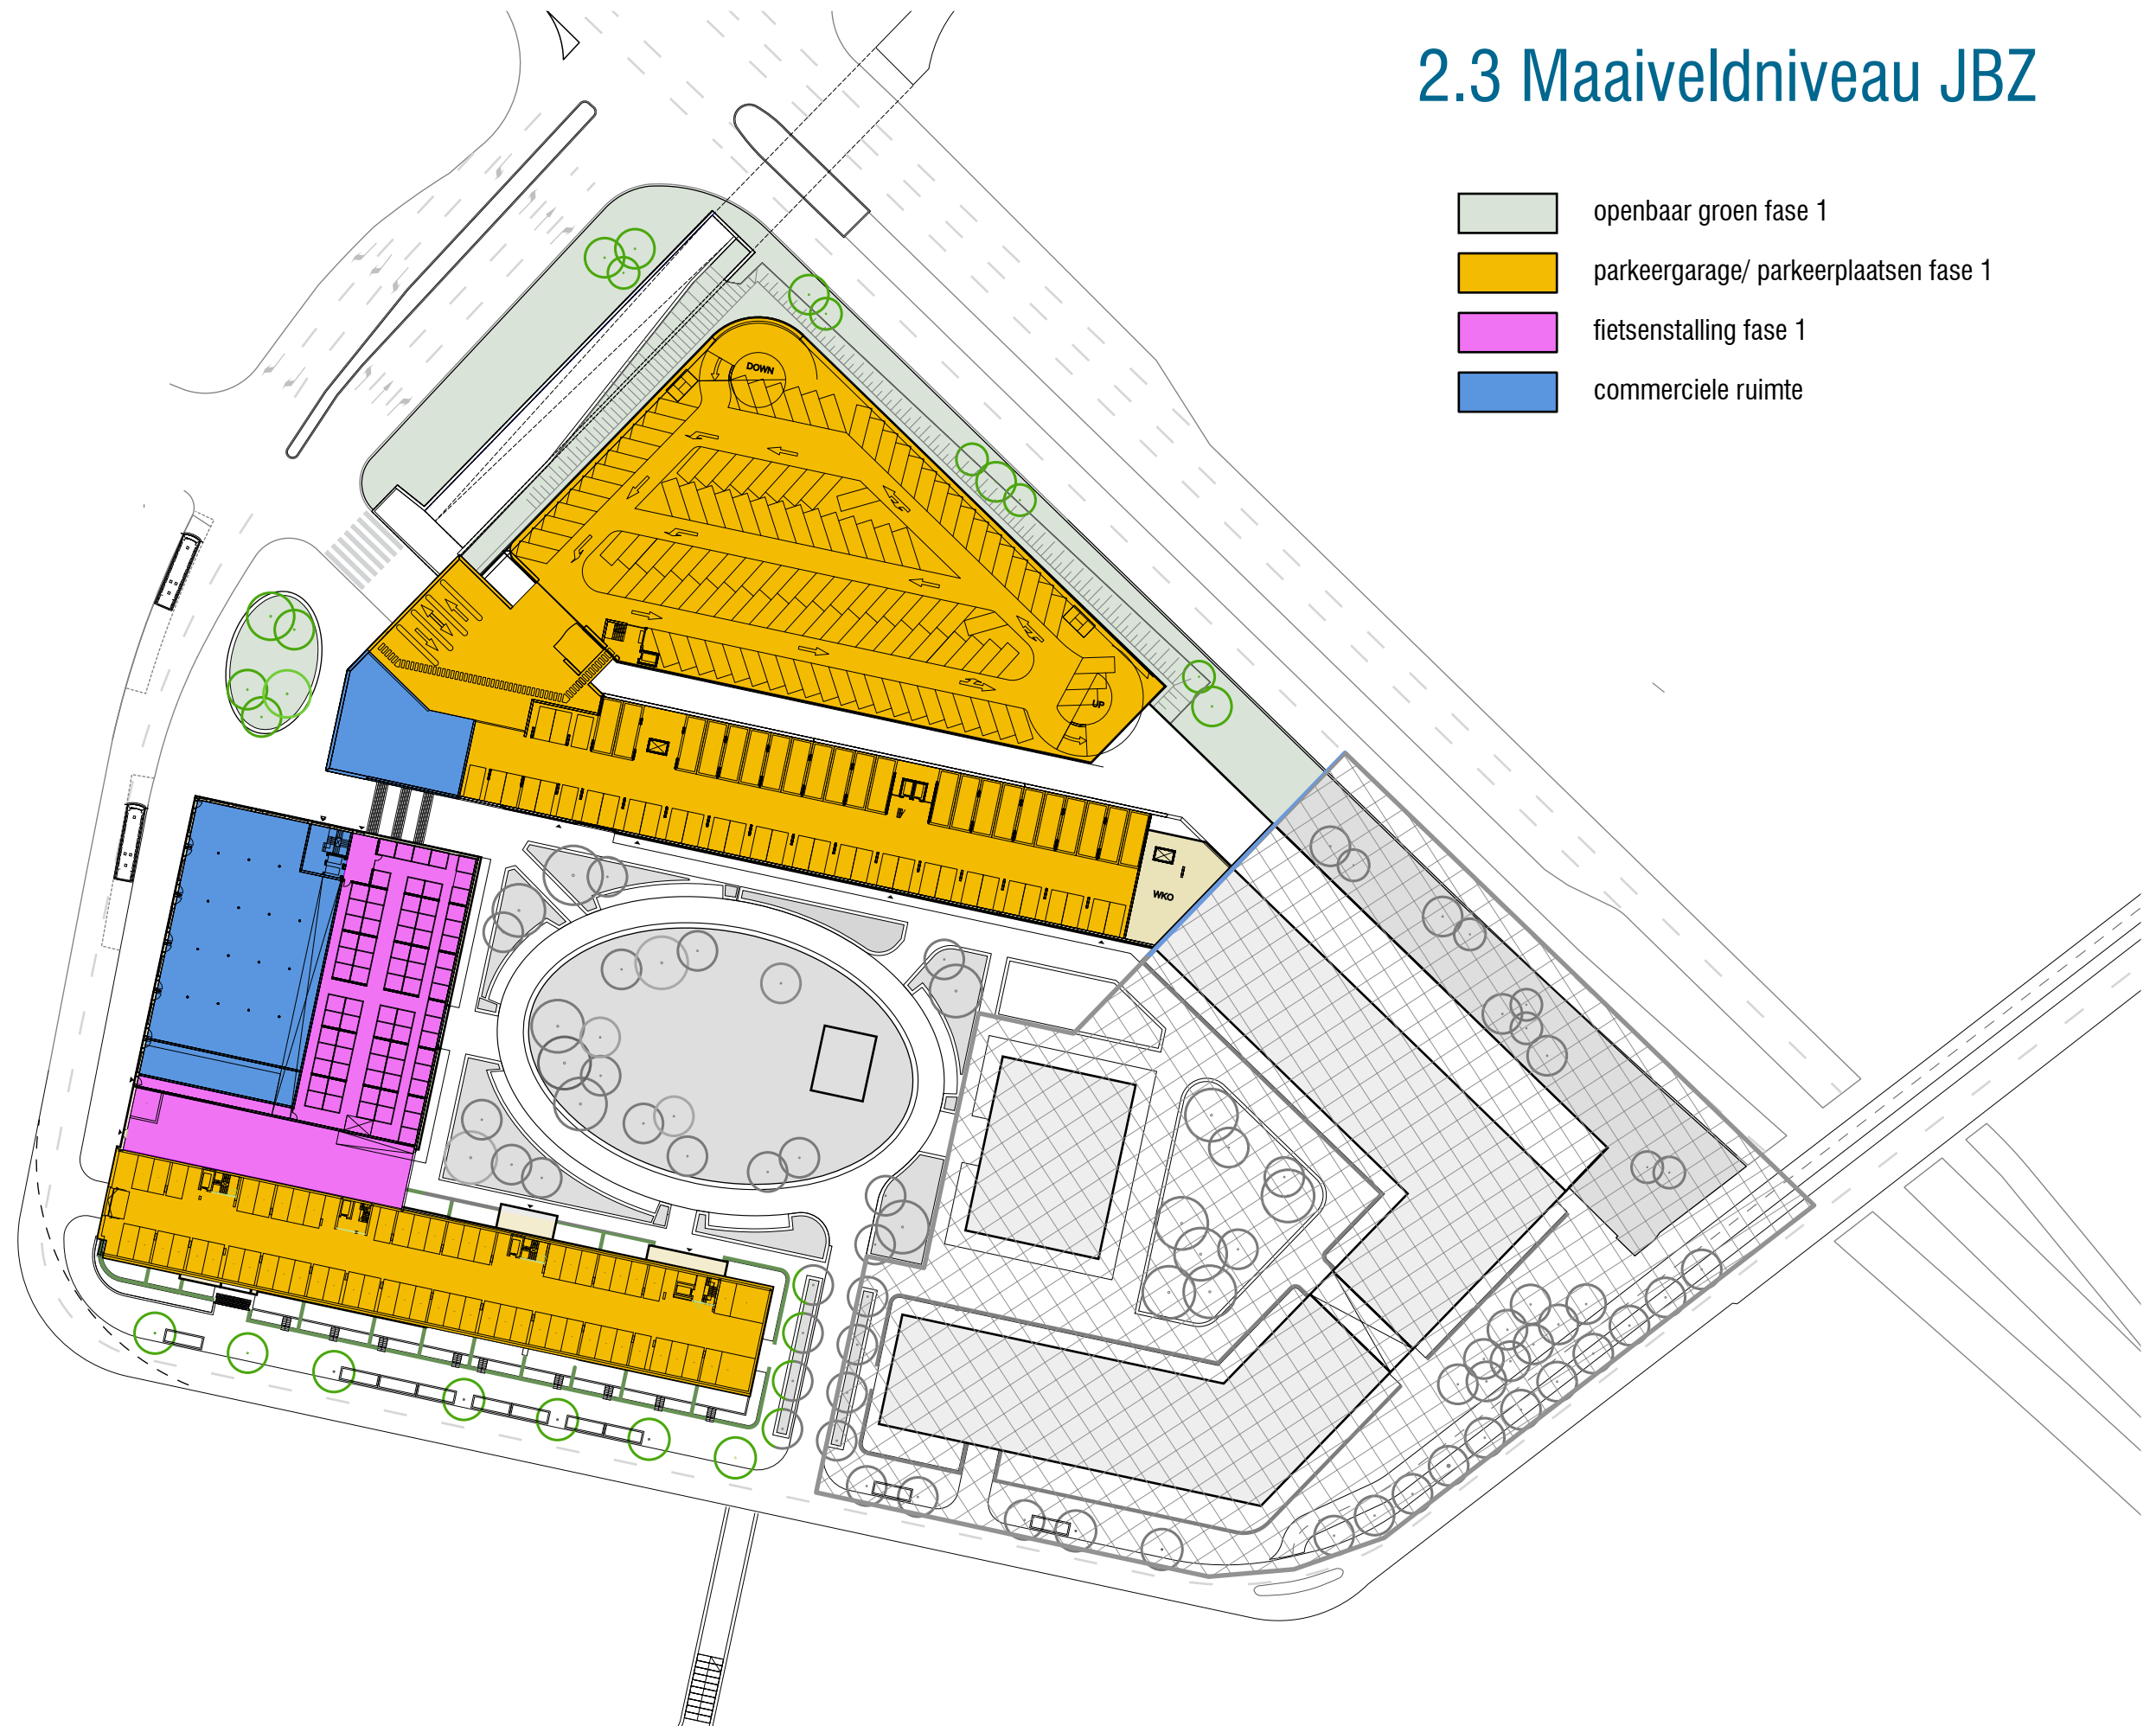 2.3 Maaiveldniveau JBZ
openbaar groen fase 1
parkeergarage/ parkeerplaatsen fase 1
fietsenstalling fase 1
commerciele ruimte
DOWN
UP
WKO